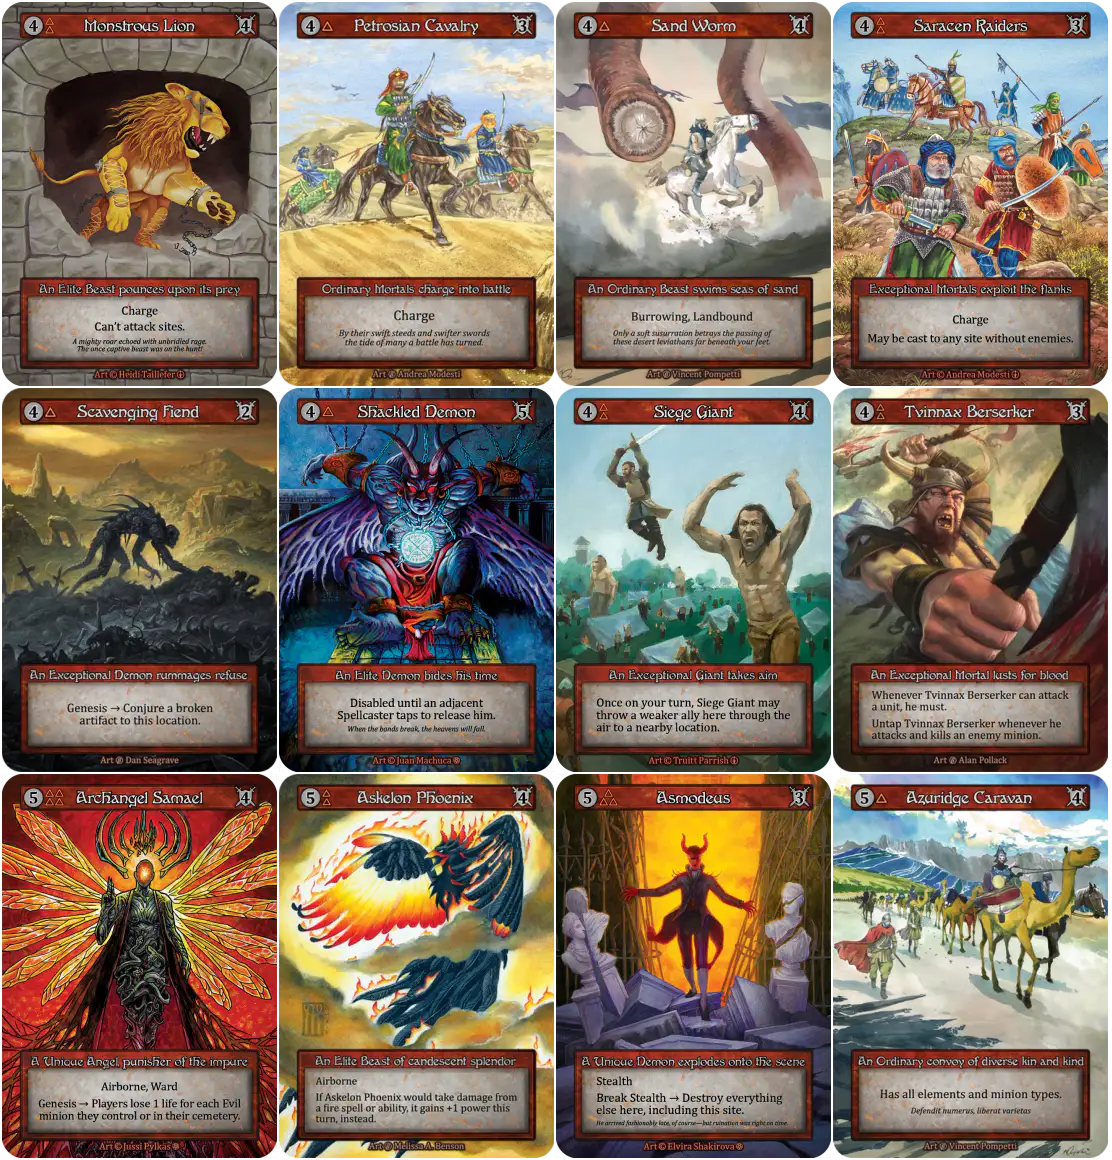 4 Monstrous Lion 4
An Elite Beast pounces upon its prey
Charge
Can't attack sites.
A mighty roar echoed with unbridled rage.
The once captive beast was on the hunt!
Art © Heidi Taillefer
4 Petrosian Cavalry 3
Ordinary Mortals charge into battle
Charge
By their swift steeds and swifter swords
the tide of many a battle has turned.
Art @ Andrea Modesti
4 Sand Worm 4
An Ordinary Beast swims seas of sand
Burrowing, Landbound
Only a soft susurration betrays the passing of
these desert leviathans far beneath your feet.
Art @ Vincent Pompetti
4 Saracen Raiders 3
Exceptional Mortals exploit the flanks
Charge
May be cast to any site without enemies.
Art © Andrea Modesti
4 Scavenging Fiend 2
An Exceptional Demon rummages refuse
Genesis → Conjure a broken
artifact to this location.
Art @ Dan Seagrave
4 Shackled Demon 5
An Elite Demon bides his time
Disabled until an adjacent
Spellcaster taps to release him.
When the bonds break, the heavens will fall.
Art © Juan Machuca
4 Siege Giant 4
An Exceptional Giant takes aim
Once on your turn, Siege Giant may
throw a weaker ally here through the
air to a nearby location.
Art © Truitt Parrish
4 Tvinnax Berserker 3
An Exceptional Mortal lusts for blood
Whenever Tvinnax Berserker can attack
a unit, he must.
Untap Tvinnax Berserker whenever he
attacks and kills an enemy minion.
Art @ Alan Pollack
5 Archangel Samael 4
A Unique Angel, punisher of the impure
Airborne, Ward
Genesis → Players lose 1 life for each Evil
minion they control or in their cemetery.
Art © Jussi Pylkäs
5 Askelon Phoenix 4
An Elite Beast of candescent splendor
Airborne
If Askelon Phoenix would take damage from
a fire spell or ability, it gains +1 power this
turn, instead.
Art @ Melissa A. Benson
5 Asmodeus 3
A Unique Demon explodes onto the scene
Stealth
Break Stealth → Destroy everything
else here, including this site.
He arrived fashionably late, of course—but ruination was right on time.
Art © Elvira Shakirova
5 Azuridge Caravan 4
An Ordinary convoy of diverse kin and kind
Has all elements and minion types.
Defendit numerus, liberat varietas
Art @ Vincent Pompetti